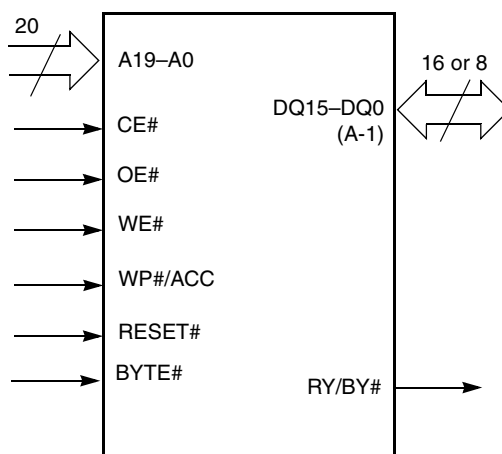 20
A19–A0
16 or 8
DQ15–DQ0
(A-1)
CE#
OE#
WE#
WP#/ACC
RESET#
BYTE#
RY/BY#